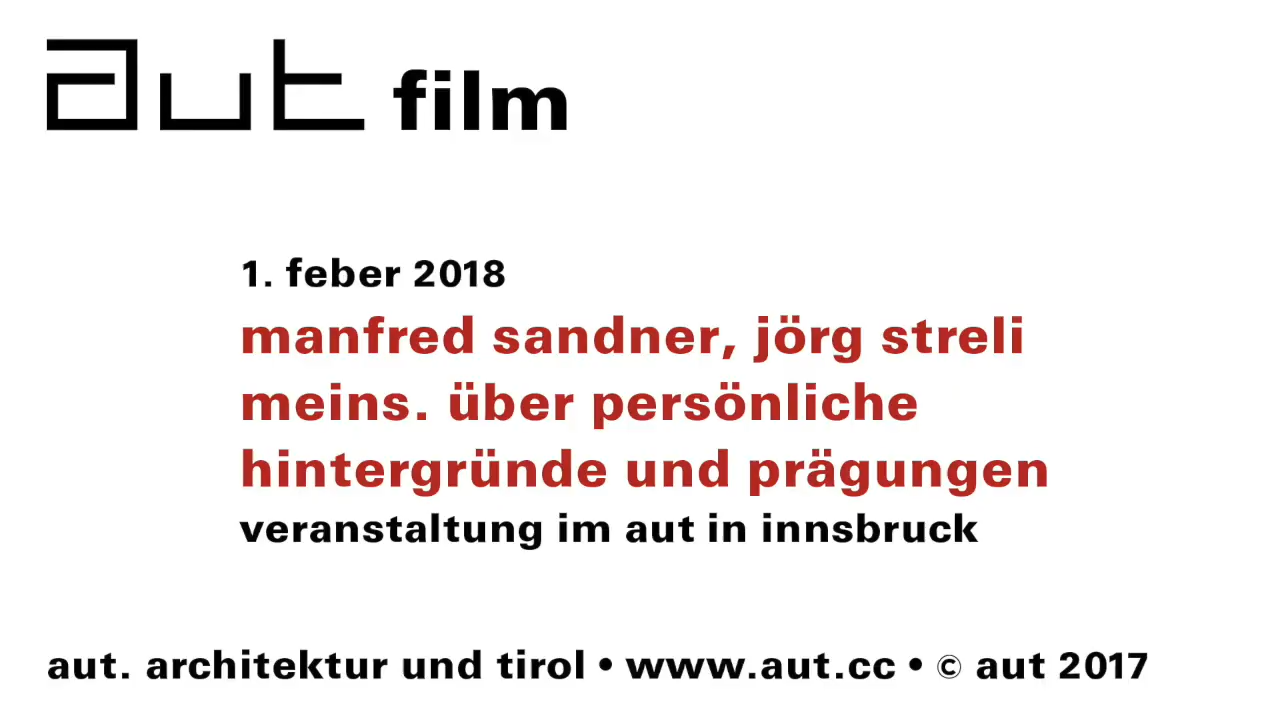 aut film
1. feber 2018
manfred sandner, jörg streli
meins. über persönliche
hintergründe und prägungen
veranstaltung im aut in innsbruck
aut. architektur und tirol • www.aut.cc • © aut 2017